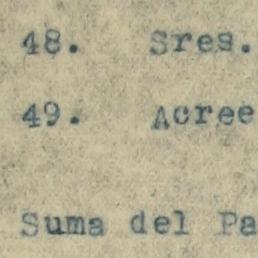 48. Sres.
49. Acree
Suma del Pa